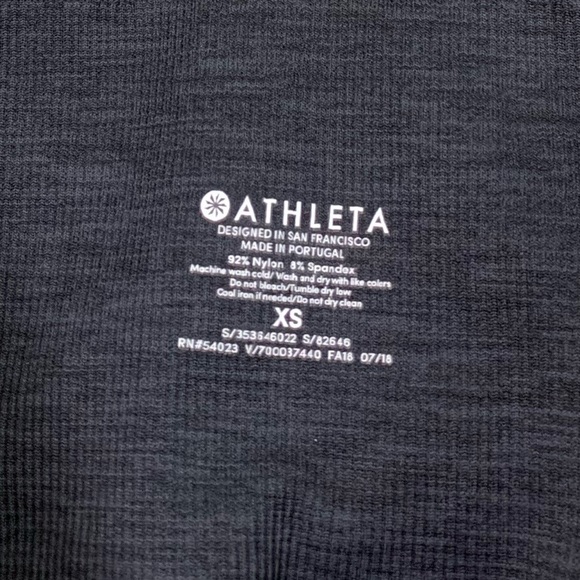 ATHLETA
DESIGNED IN SAN FRANCISCO
MADE IN PORTUGAL
92% Nylon 8% Spandex
Machine wash cold/ Wash and dry with like colors
Do not bleach/Tumble dry low
Cool iron if needed/Do not dry clean
XS
S/353646022 S/82646
RN#54023 V/700037440 FA18 07/18